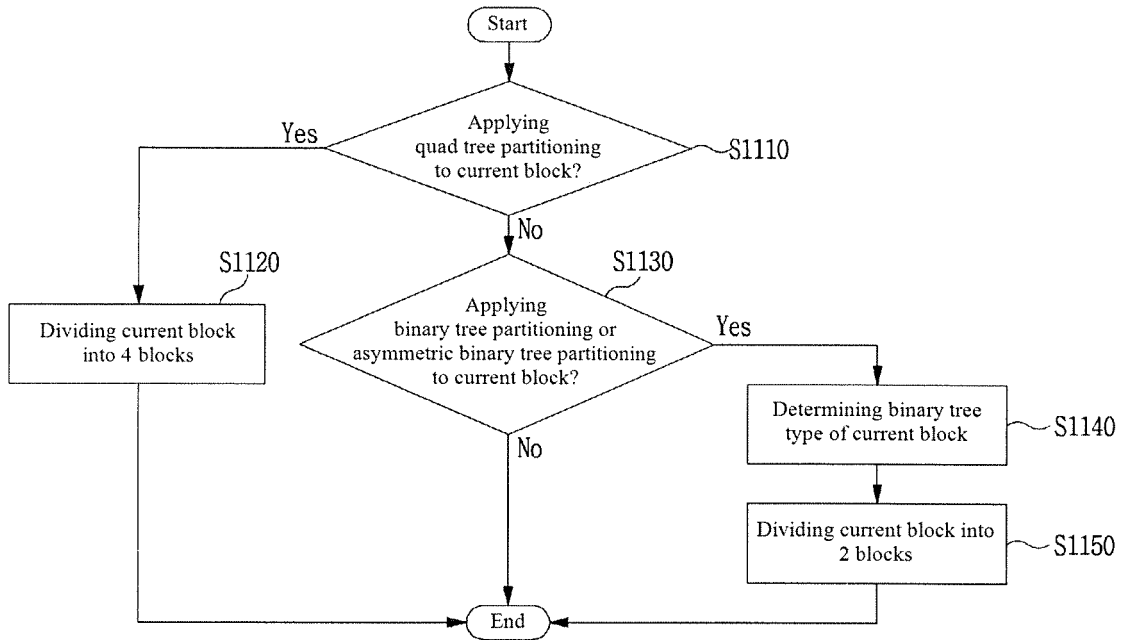 Start
Applying
quad tree partitioning
to current block?
Yes
S1110
No
S1120
S1130
Dividing current block
into 4 blocks
Applying
binary tree partitioning or
asymmetric binary tree partitioning
to current block?
Yes
Determining binary tree
type of current block
S1140
No
Dividing current block into
2 blocks
S1150
End